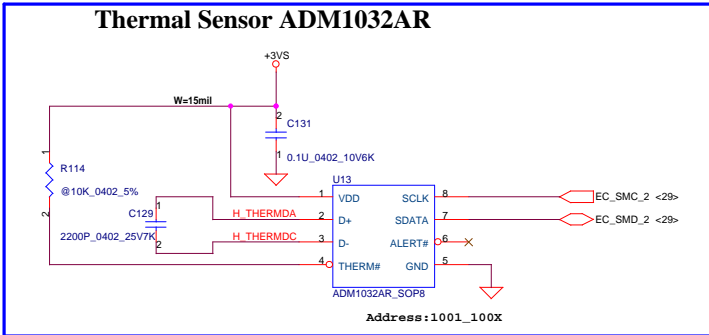 Thermal Sensor ADM1032AR
+3VS
W=15mil
2
C131
1
0.1U_0402_10V6K
1
R114
@10K_0402_5%
2
U13
1 VDD SCLK 8 EC_SMC_2 <29>
1
C129
H_THERMDA 2 D+ SDATA 7 EC_SMD_2 <29>
2200P_0402_25V7K
2
H_THERMDC 3 D- ALERT# 6
4 THERM# GND 5
ADM1032AR_SOP8
Address:1001_100X